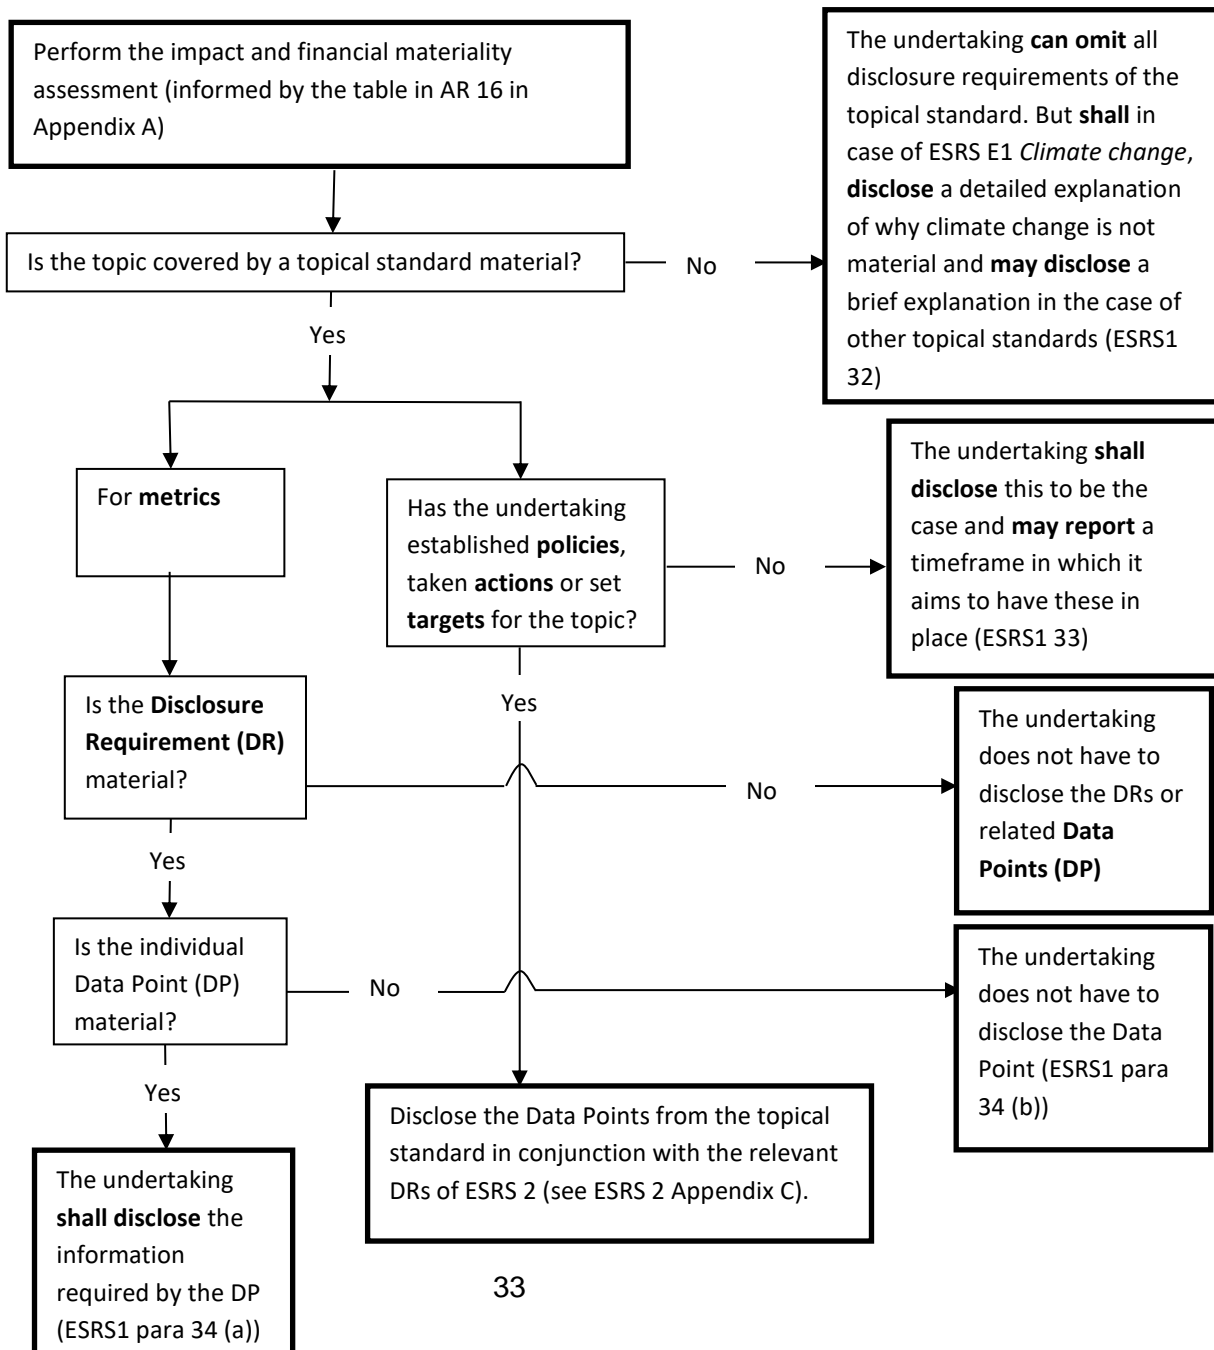 Perform the impact and financial materiality
assessment (informed by the table in AR 16 in
Appendix A)
The undertaking can omit all
disclosure requirements of the
topical standard. But shall in
case of ESRS E1 Climate change,
disclose a detailed explanation
of why climate change is not
material and may disclose a
brief explanation in the case of
other topical standards (ESRS1
32)
Is the topic covered by a topical standard material?
No
Yes
For metrics
Has the undertaking
established policies,
taken actions or set
targets for the topic?
No
The undertaking shall
disclose this to be the
case and may report a
timeframe in which it
aims to have these in
place (ESRS1 33)
Yes
Is the Disclosure
Requirement (DR)
material?
No
The undertaking
does not have to
disclose the DRs or
related Data
Points (DP)
Yes
Is the individual
Data Point (DP)
material?
No
The undertaking
does not have to
disclose the Data
Point (ESRS1 para
34 (b))
Yes
Disclose the Data Points from the topical
standard in conjunction with the relevant
DRs of ESRS 2 (see ESRS 2 Appendix C).
The undertaking
shall disclose the
information
required by the DP
(ESRS1 para 34 (a))
33